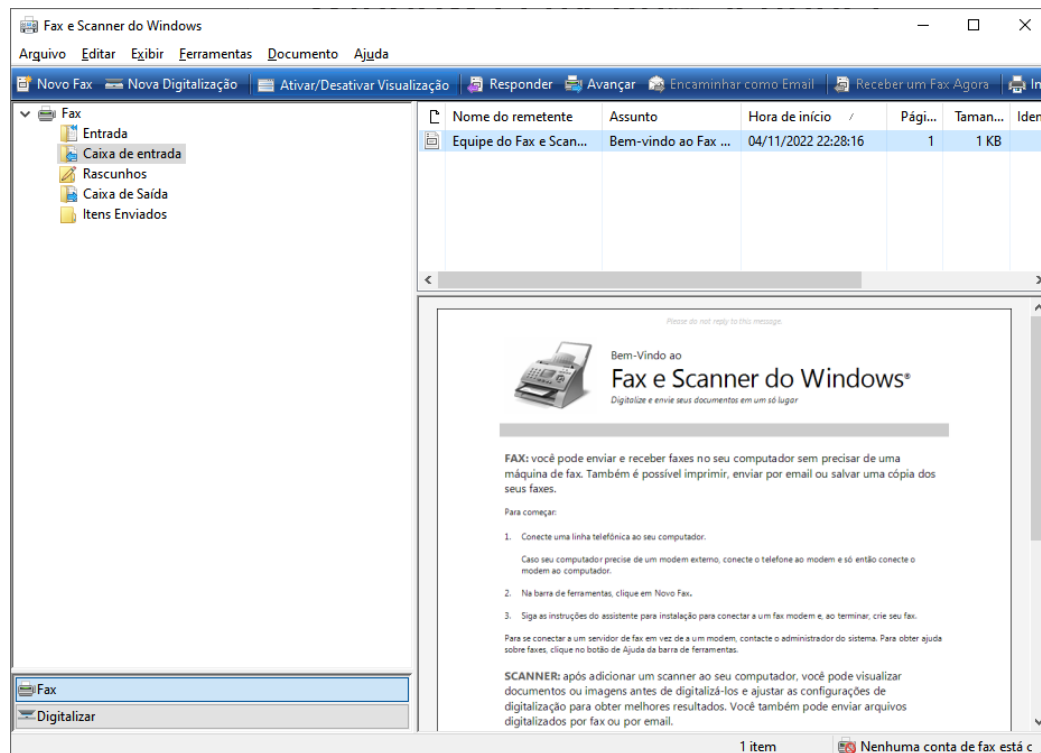 Fax e Scanner do Windows
Arquivo Editar Exibir Ferramentas Documento Ajuda
Novo Fax Nova Digitalização Ativar/Desativar Visualização Responder Avançar Encaminhar como Email Receber um Fax Agora In
Fax
Entrada
Caixa de entrada
Rascunhos
Caixa de Saída
Itens Enviados
Nome do remetente Assunto Hora de início Pági... Taman... Iden
Equipe do Fax e Scan... Bem-vindo ao Fax ... 04/11/2022 22:28:16 1 1 KB
Please do not reply to this message.
Bem-Vindo ao
Fax e Scanner do Windows®
Digitalize e envie seus documentos em um só lugar
FAX: você pode enviar e receber faxes no seu computador sem precisar de uma
máquina de fax. Também é possível imprimir, enviar por email ou salvar uma cópia dos
seus faxes.
Para começar:
1. Conecte uma linha telefônica ao seu computador.
Caso seu computador precise de um modem externo, conecte o telefone ao modem e só então conecte o
modem ao computador.
2. Na barra de ferramentas, clique em Novo Fax.
3. Siga as instruções do assistente para instalação para conectar a um fax modem e, ao terminar, crie seu fax.
Para se conectar a um servidor de fax em vez de a um modem, contacte o administrador do sistema. Para obter ajuda
sobre faxes, clique no botão de Ajuda da barra de ferramentas.
SCANNER: após adicionar um scanner ao seu computador, você pode visualizar
documentos ou imagens antes de digitalizá-los e ajustar as configurações de
digitalização para obter melhores resultados. Você também pode enviar arquivos
digitalizados por fax ou por email.
Fax
Digitalizar
1 item Nenhuma conta de fax está c